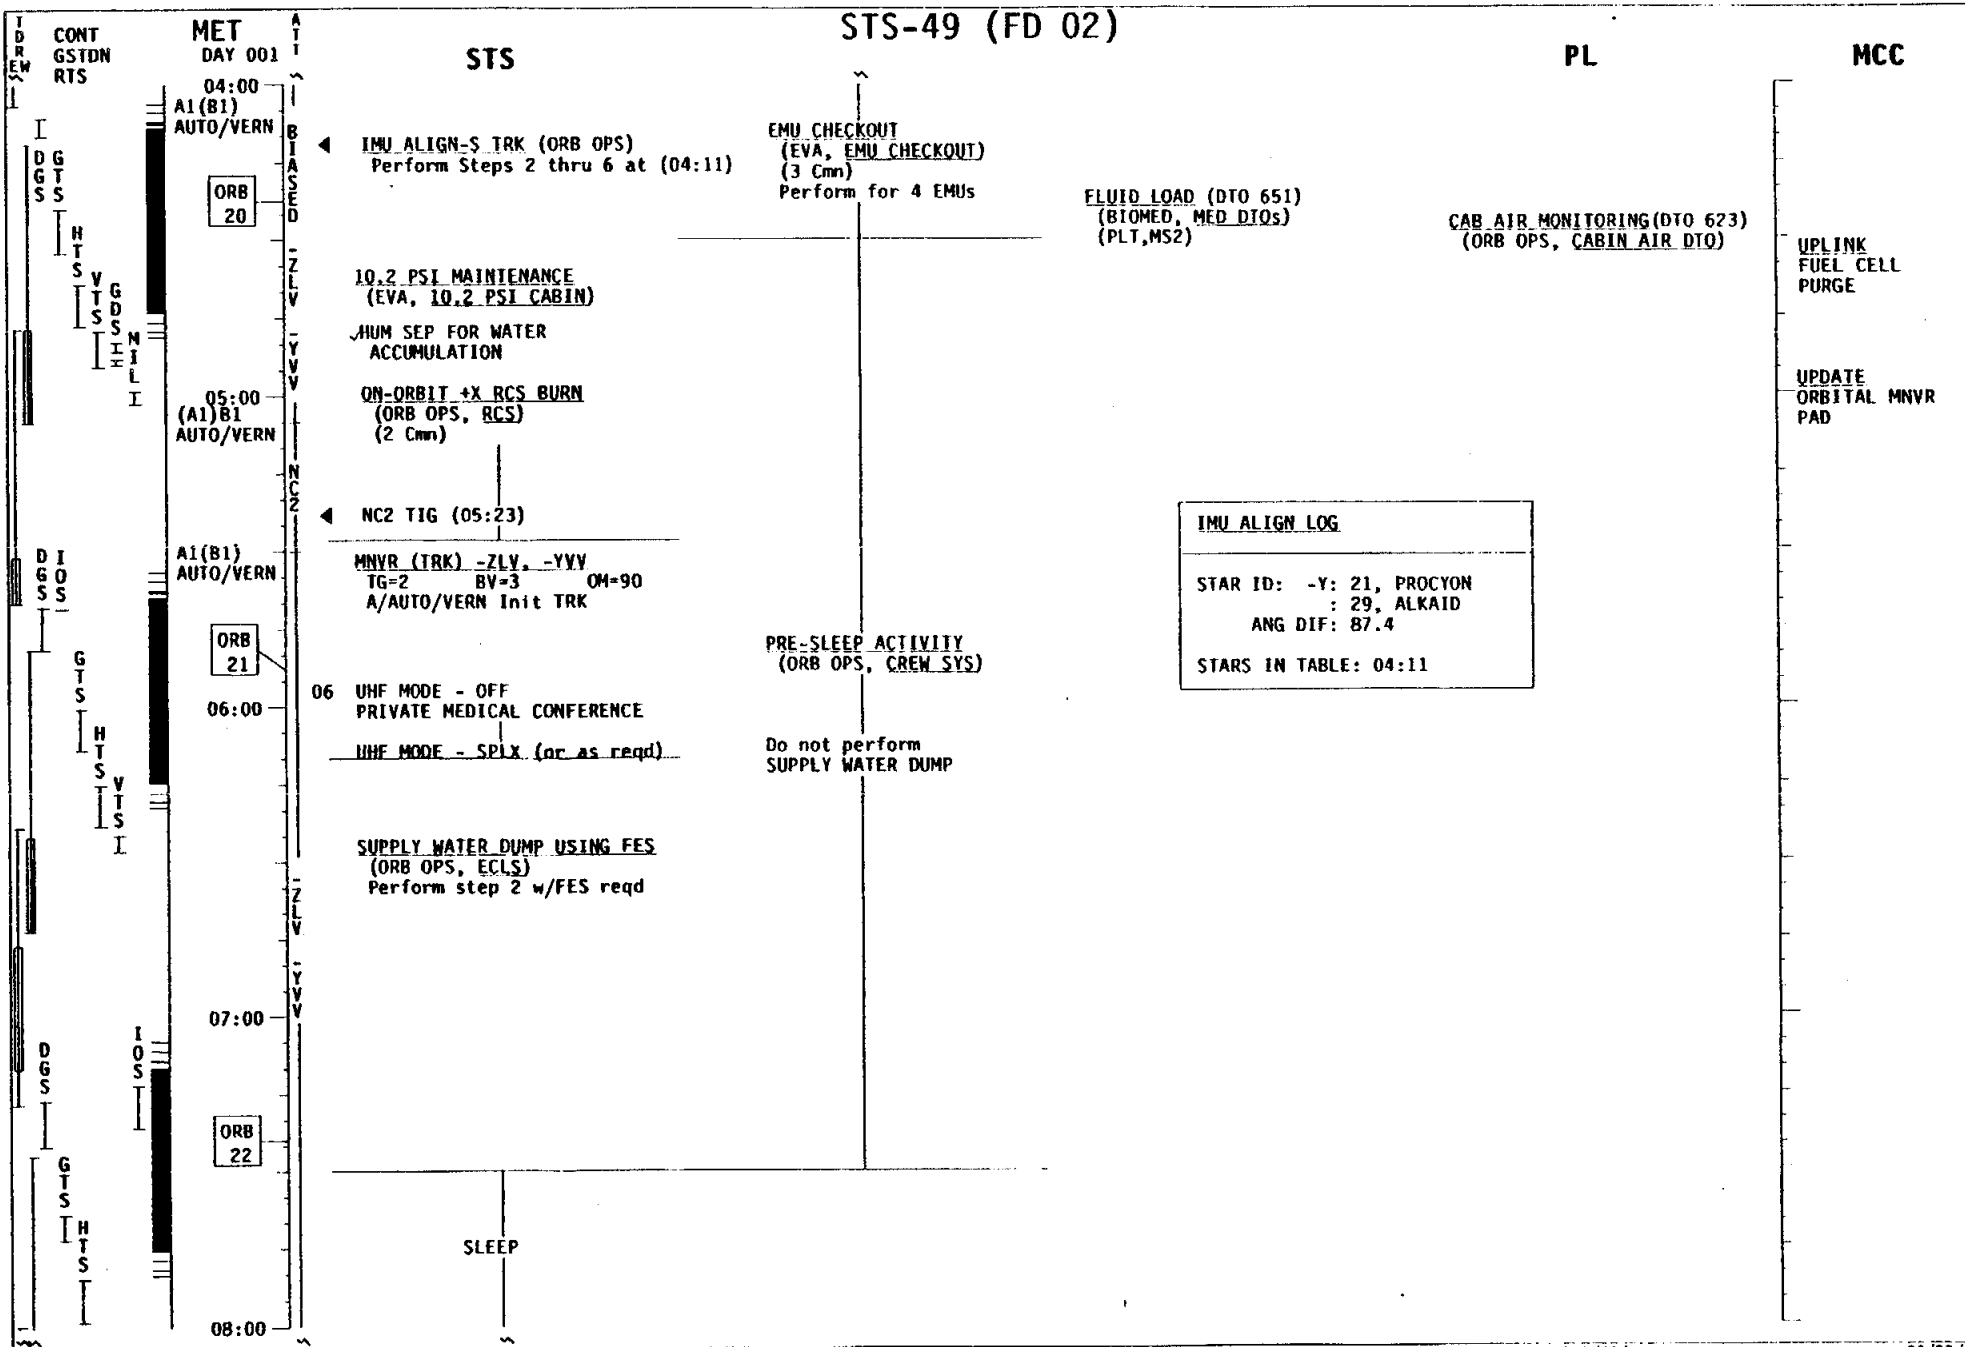 STS-49 (FD 02)
TDRS
E W
CONT
GSTDN
RTS
MET
DAY 001
ATT
STS
PL
MCC
04:00
A1(B1)
AUTO/VERN
BIASED -ZLV -YVV
DGS
GTS
HTS
VTS
GDS
MIL
ORB
20
◀ IMU ALIGN-S TRK (ORB OPS)
Perform Steps 2 thru 6 at (04:11)
10.2 PSI MAINTENANCE
(EVA, 10.2 PSI CABIN)
✓HUM SEP FOR WATER
ACCUMULATION
EMU CHECKOUT
(EVA, EMU CHECKOUT)
(3 Cmn)
Perform for 4 EMUs
FLUID LOAD (DTO 651)
(BIOMED, MED DTOs)
(PLT,MS2)
CAB AIR MONITORING(DTO 623)
(ORB OPS, CABIN AIR DTO)
UPLINK
FUEL CELL
PURGE
05:00
(A1)B1
AUTO/VERN
NC2
ON-ORBIT +X RCS BURN
(ORB OPS, RCS)
(2 Cmn)
UPDATE
ORBITAL MNVR
PAD
◀ NC2 TIG (05:23)
A1(B1)
AUTO/VERN
DGS
IOS
MNVR (TRK) -ZLV, -YVV
TG=2 BV=3 OM=90
A/AUTO/VERN Init TRK
IMU ALIGN LOG
STAR ID: -Y: 21, PROCYON
: 29, ALKAID
ANG DIF: 87.4
STARS IN TABLE: 04:11
ORB
21
GTS
HTS
VTS
PRE-SLEEP ACTIVITY
(ORB OPS, CREW SYS)
06:00
06 UHF MODE - OFF
PRIVATE MEDICAL CONFERENCE
UHF MODE - SPLX (or as reqd)
Do not perform
SUPPLY WATER DUMP
SUPPLY WATER DUMP USING FES
(ORB OPS, ECLS)
Perform step 2 w/FES reqd
-ZLV -YVV
07:00
DGS
IOS
ORB
22
GTS
HTS
SLEEP
08:00